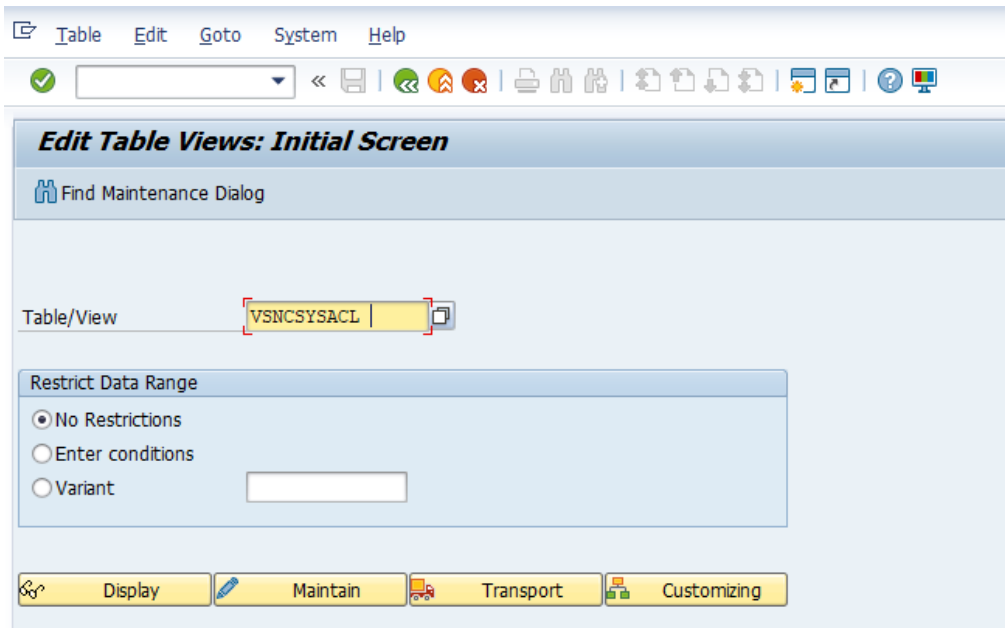 Table Edit Goto System Help
Edit Table Views: Initial Screen
Find Maintenance Dialog
Table/View VSNCSYSACL
Restrict Data Range
No Restrictions
Enter conditions
Variant
Display Maintain Transport Customizing